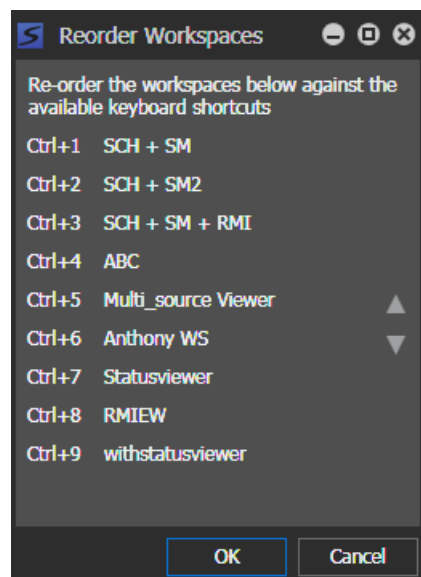 Reorder Workspaces
Re-order the workspaces below against the
available keyboard shortcuts
Ctrl+1 SCH + SM
Ctrl+2 SCH + SM2
Ctrl+3 SCH + SM + RMI
Ctrl+4 ABC
Ctrl+5 Multi_source Viewer
Ctrl+6 Anthony WS
Ctrl+7 Statusviewer
Ctrl+8 RMIEW
Ctrl+9 withstatusviewer
OK Cancel